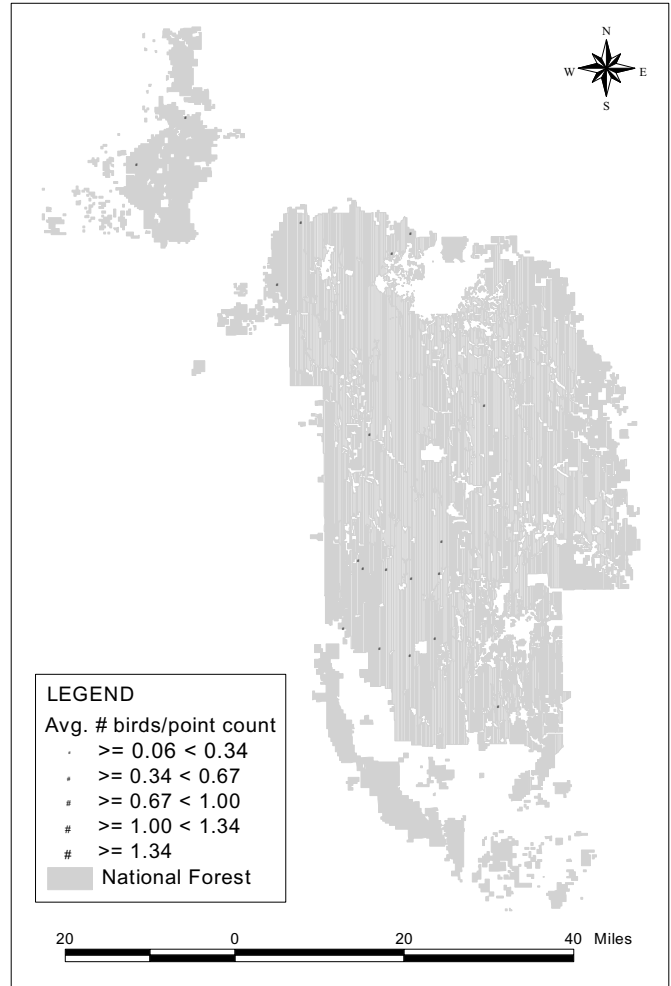 N
W E
S
LEGEND
Avg. # birds/point count
>= 0.06 < 0.34
>= 0.34 < 0.67
# >= 0.67 < 1.00
# >= 1.00 < 1.34
# >= 1.34
National Forest
20 0 20 40 Miles